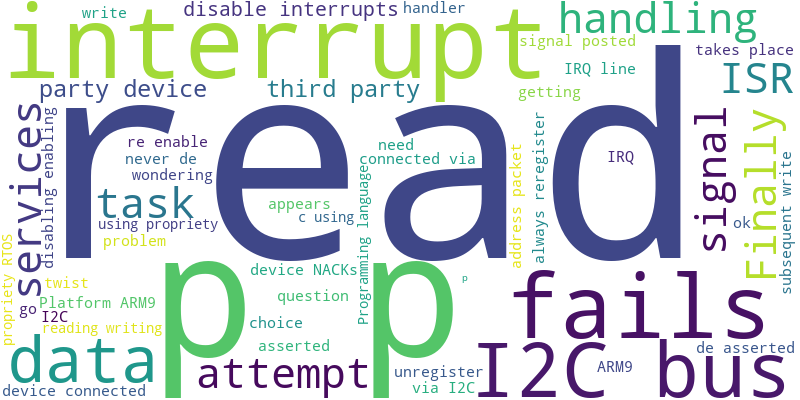 write
disable interrupts
handler
handling
interrupt
signal posted
takes place
IRQ line
ISR
party device
third party
getting
read
services
disabling enabling
re enable
never de
wondering
need
connected via
IRQ
signal
Finally
subsequent write
always reregister
address packet
task
appears
c using
using propriety
problem
Programming language
ok
p p
device NACKs
propriety RTOS
twist
question
p
go
Platform ARM9
I2C
reading writing
choice
fails
data
asserted
attempt
unregister
via I2C
I2C bus
ARM9
de asserted
device connected